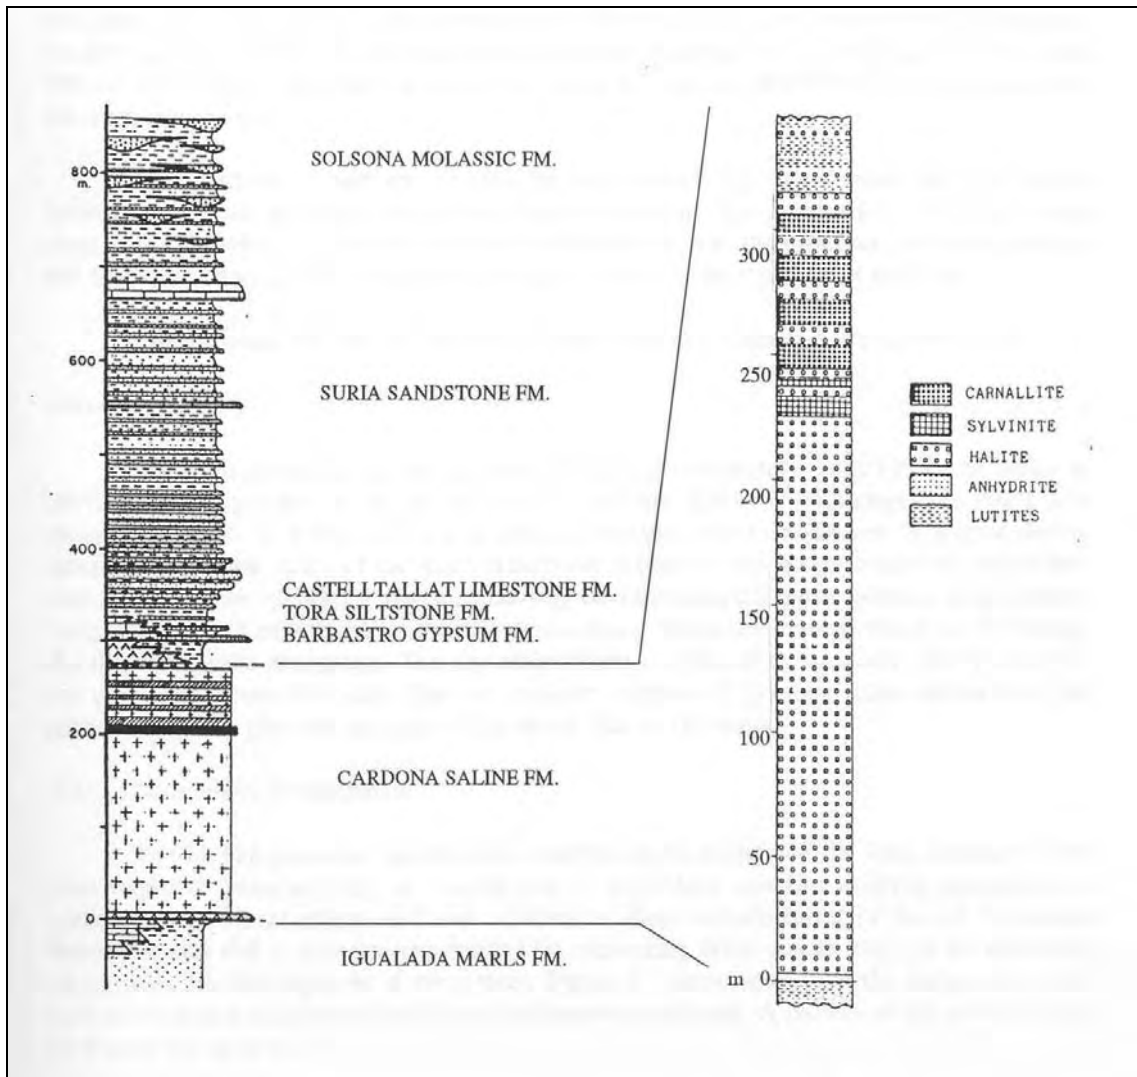 SOLSONA MOLASSIC FM.
800
m.
600
SURIA SANDSTONE FM.
400
CASTELLTALLAT LIMESTONE FM.
TORA SILTSTONE FM.
BARBASTRO GYPSUM FM.
200
CARDONA SALINE FM.
0
IGUALADA MARLS FM.
300
250
200
150
100
50
m 0
CARNALLITE
SYLVINITE
HALITE
ANHYDRITE
LUTITES